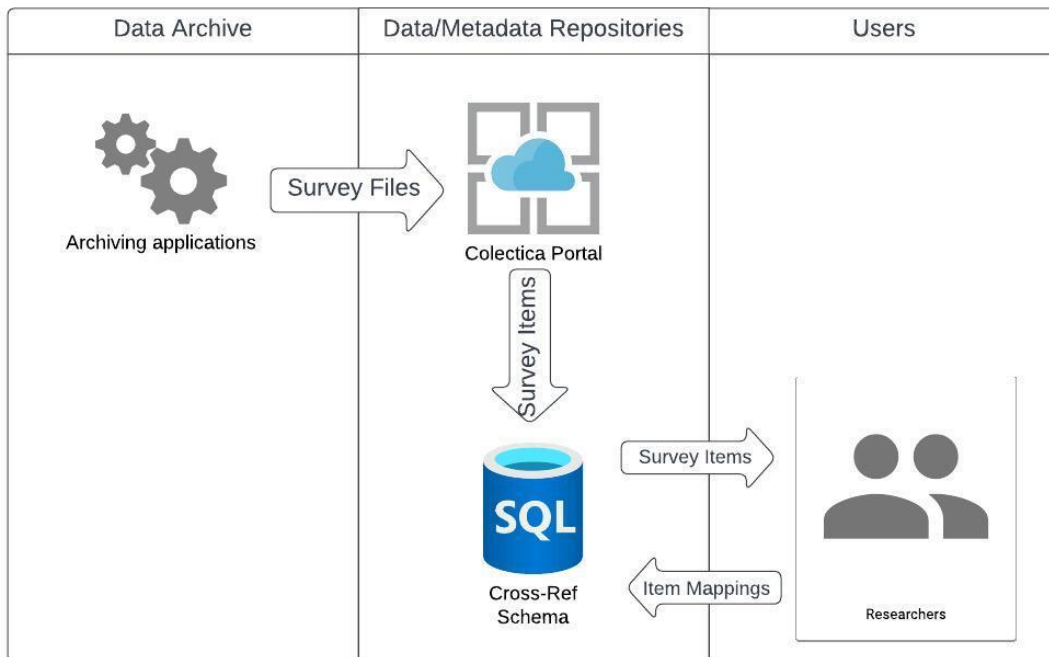 Data Archive
Data/Metadata Repositories
Users
Survey Files
Archiving applications
Colectica Portal
Survey Items
Survey Items
SQL
Cross-Ref
Schema
Item Mappings
Researchers